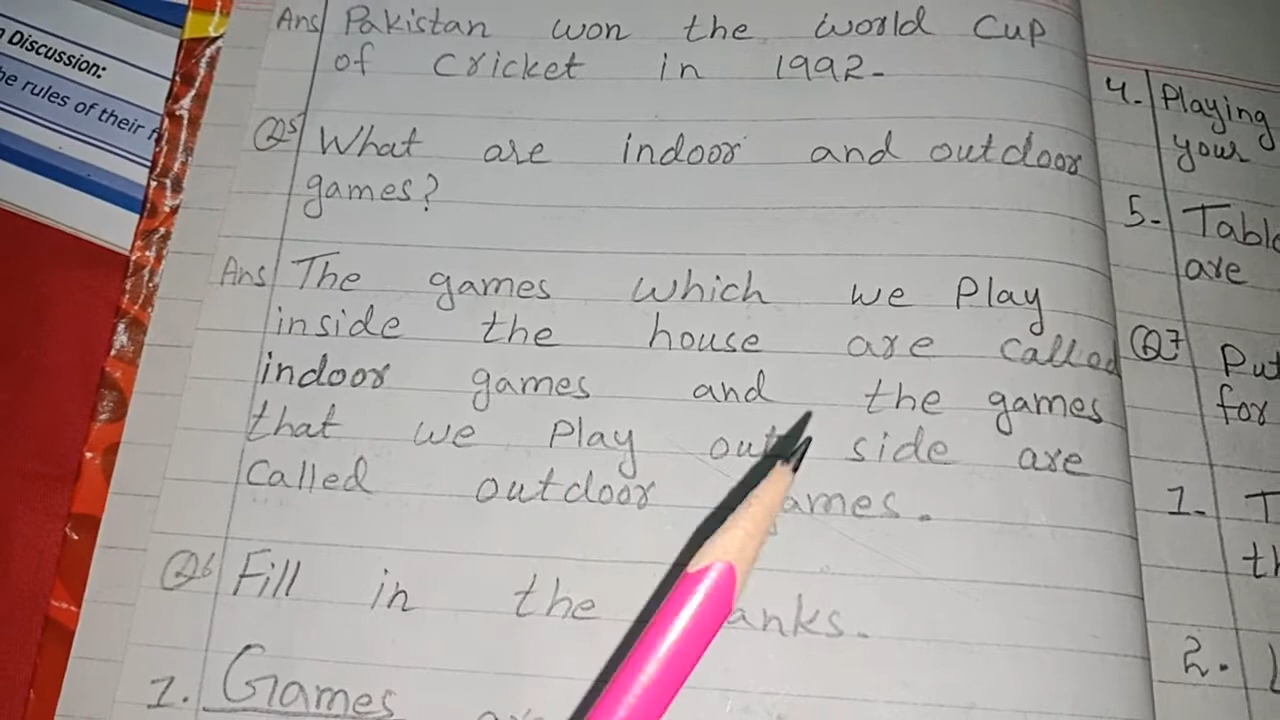 Discussion:
he rules of their
Ans Pakistan won the world Cup
of cricket in 1992-
Q5 What are indoor and outdoor
games?
Ans The games which we Play
inside the house are called
indoor games and the games
that we Play out side are
Called outdoor games.
Q6 Fill in the
1. Games
4. Playing
your
5- Table
are
Q7 Put
for
1.
2.